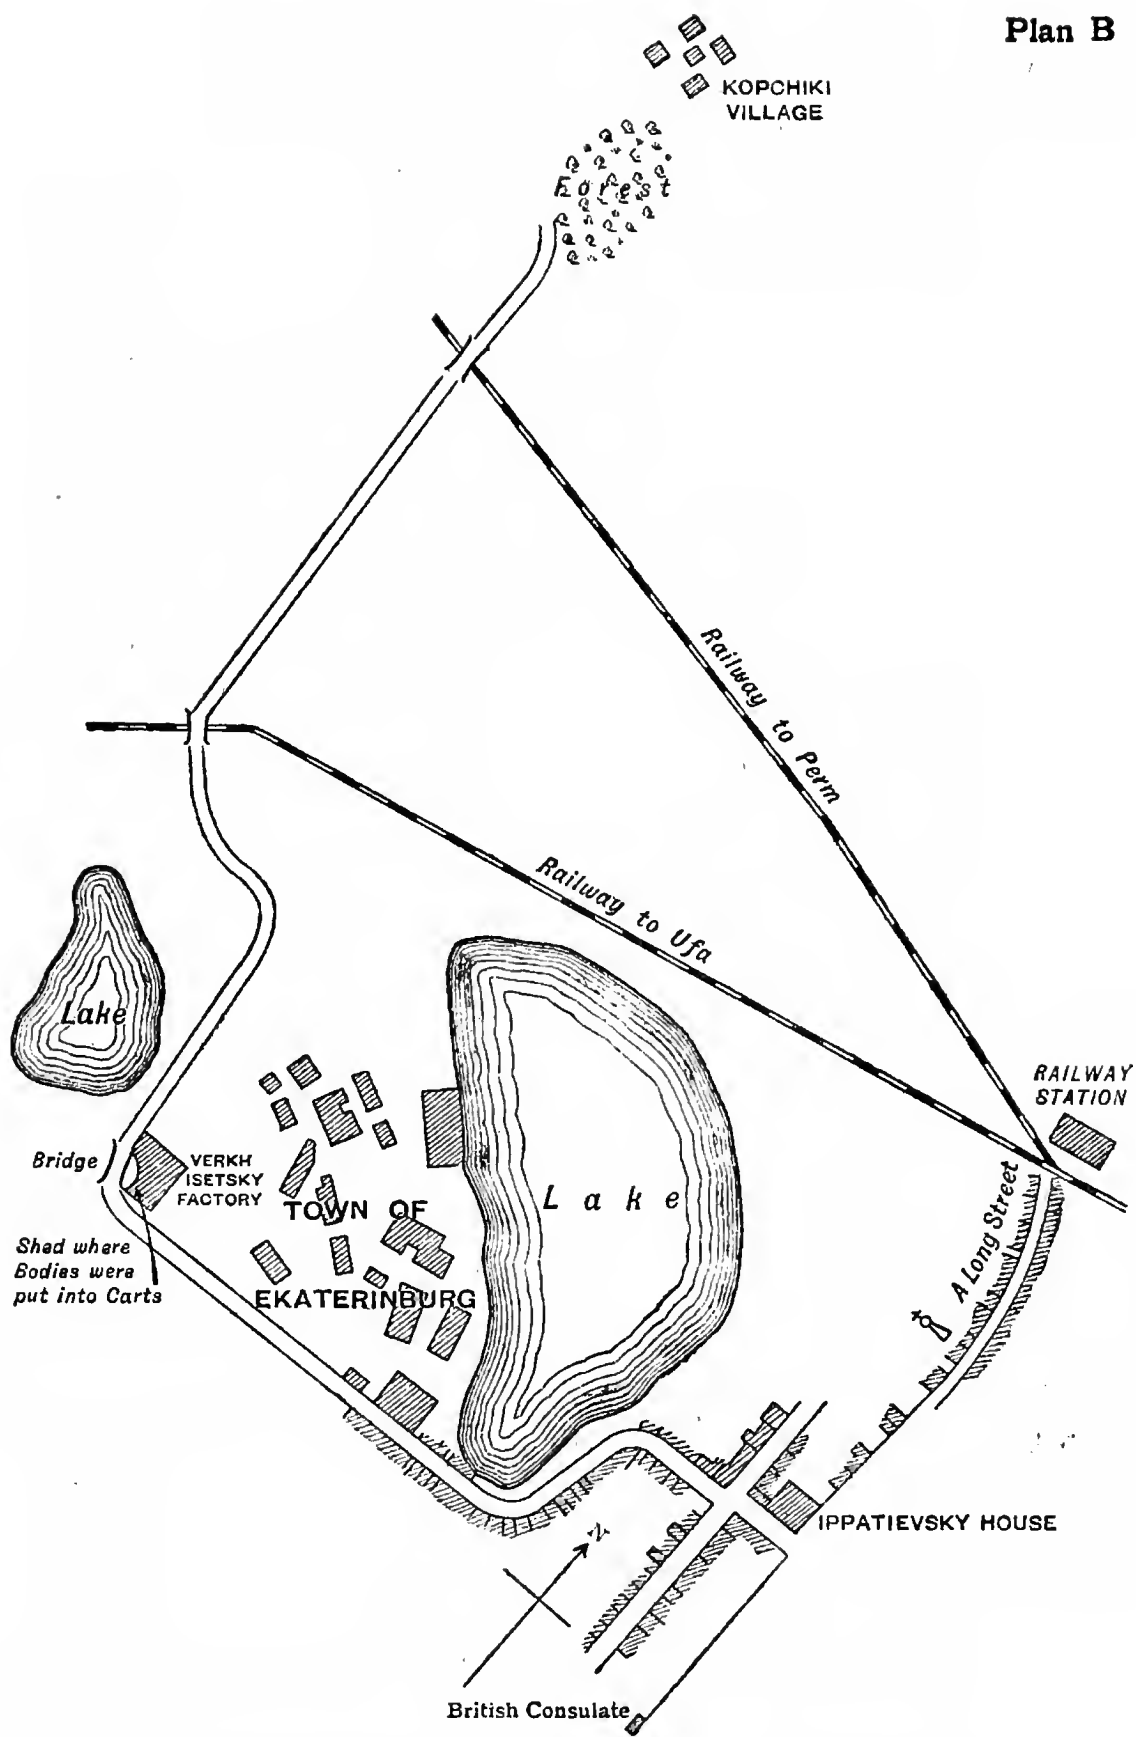 Plan B
KOPCHIKI
VILLAGE
Forest
Railway to Perm
Railway to Ufa
Lake
RAILWAY
STATION
Bridge
VERKH
ISETSKY
FACTORY
TOWN OF
EKATERINBURG
Lake
A Long Street
Shed where
Bodies were
put into Carts
IPPATIEVSKY HOUSE
N
British Consulate